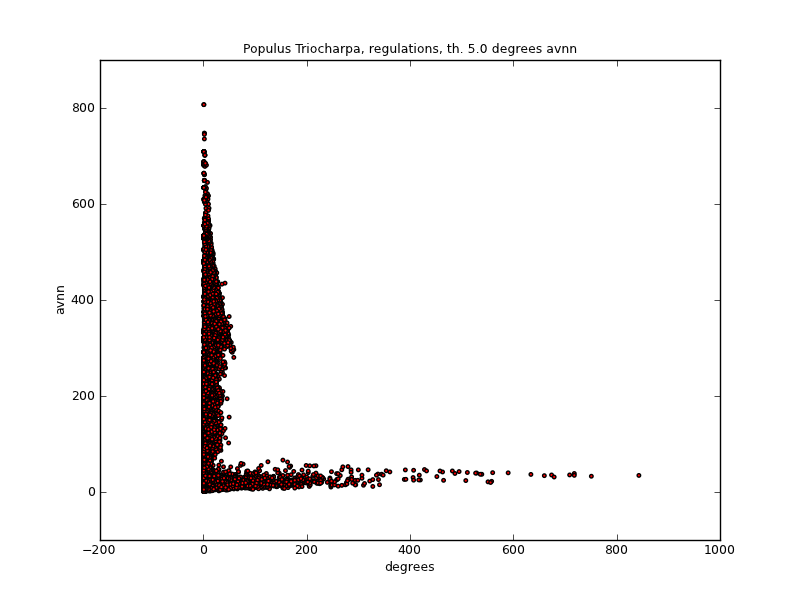 Populus Triocharpa, regulations, th. 5.0 degrees avnn
800
600
400
200
0
avnn
−200 0 200 400 600 800 1000
degrees